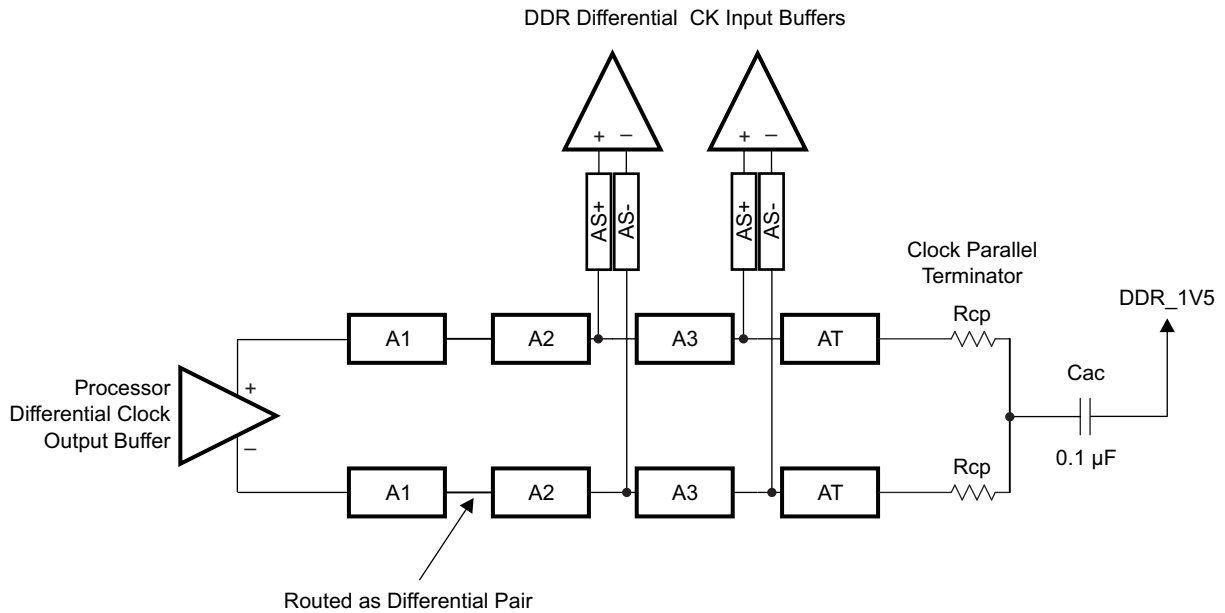 DDR Differential CK Input Buffers
+ – + –
AS+ AS- AS+ AS-
Clock Parallel
Terminator
DDR_1V5
A1 A2 A3 AT Rcp
Processor
Differential Clock
Output Buffer
+
–
Cac
0.1 µF
A1 A2 A3 AT Rcp
Routed as Differential Pair